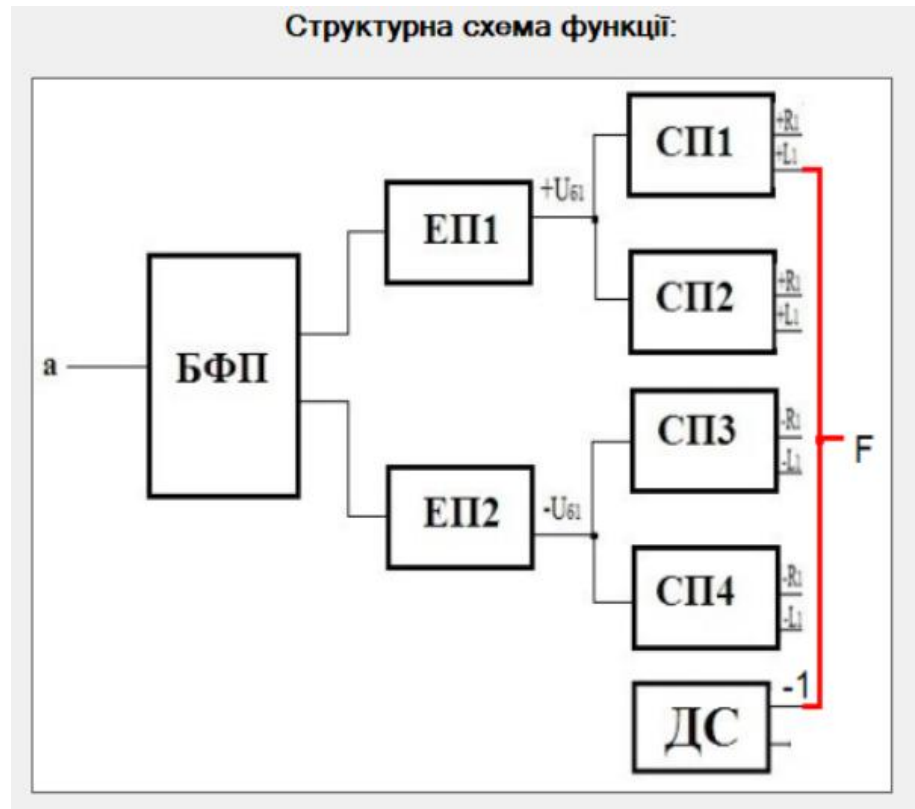 Структурна схема функції:
СП1
+R1
+L1
ЕП1
+Uб1
СП2
+R1
+L1
a
БФП
СП3
-R1
-L1
F
ЕП2
-Uб1
СП4
-R1
-L1
ДС
-1